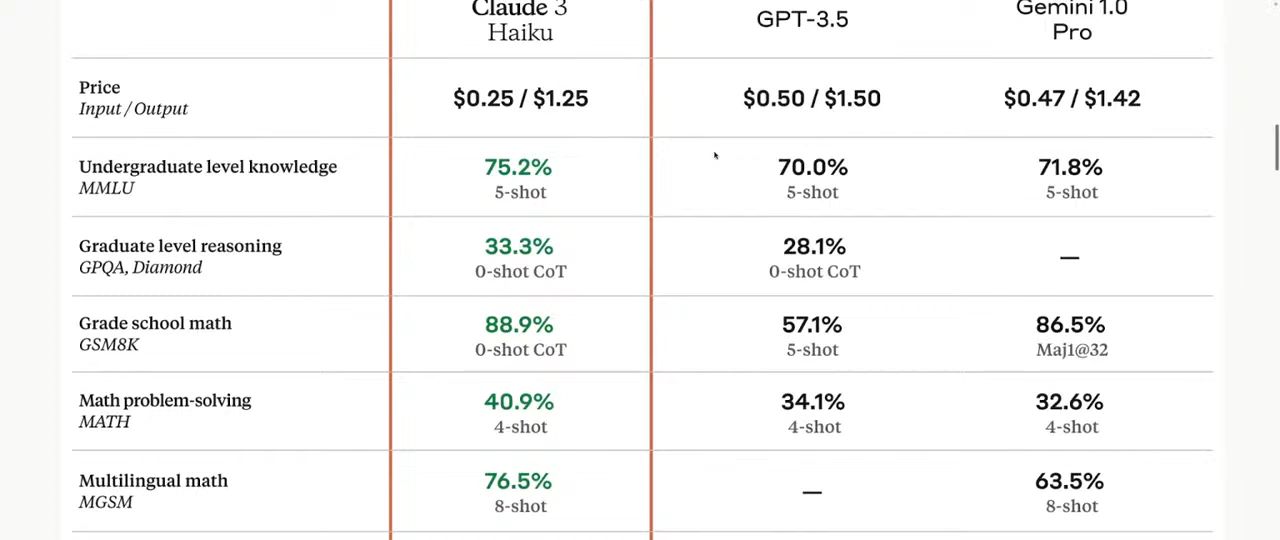 Claude 3 GPT-3.5 Gemini 1.0
Haiku Pro
Price $0.25 / $1.25 $0.50 / $1.50 $0.47 / $1.42
Input / Output
Undergraduate level knowledge 75.2% 70.0% 71.8%
MMLU 5-shot 5-shot 5-shot
Graduate level reasoning 33.3% 28.1% —
GPQA, Diamond 0-shot CoT 0-shot CoT
Grade school math 88.9% 57.1% 86.5%
GSM8K 0-shot CoT 5-shot Maj1@32
Math problem-solving 40.9% 34.1% 32.6%
MATH 4-shot 4-shot 4-shot
Multilingual math 76.5% — 63.5%
MGSM 8-shot 8-shot